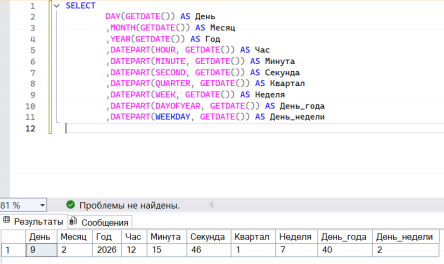 1 SELECT
2 DAY(GETDATE()) AS День
3 ,MONTH(GETDATE()) AS Месяц
4 ,YEAR(GETDATE()) AS Год
5 ,DATEPART(HOUR, GETDATE()) AS Час
6 ,DATEPART(MINUTE, GETDATE()) AS Минута
7 ,DATEPART(SECOND, GETDATE()) AS Секунда
8 ,DATEPART(QUARTER, GETDATE()) AS Квартал
9 ,DATEPART(WEEK, GETDATE()) AS Неделя
10 ,DATEPART(DAYOFYEAR, GETDATE()) AS День_года
11 ,DATEPART(WEEKDAY, GETDATE()) AS День_недели
12
81 % Проблемы не найдены.
Результаты Сообщения
День Месяц Год Час Минута Секунда Квартал Неделя День_года День_недели
1 9 2 2026 12 15 46 1 7 40 2